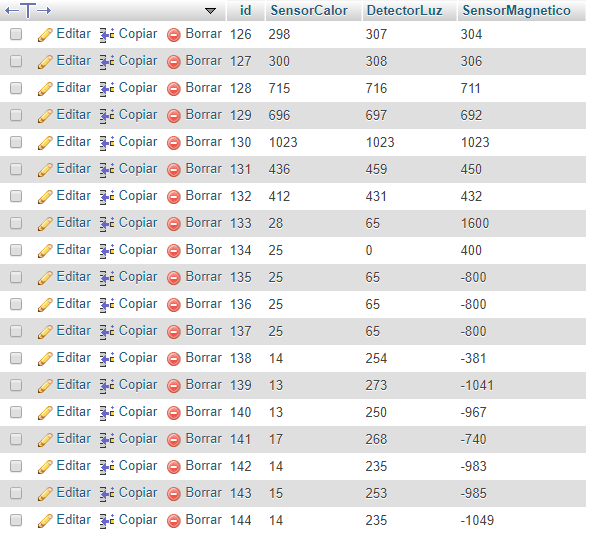 id SensorCalor DetectorLuz SensorMagnetico
Editar Copiar Borrar 126 298 307 304
Editar Copiar Borrar 127 300 308 306
Editar Copiar Borrar 128 715 716 711
Editar Copiar Borrar 129 696 697 692
Editar Copiar Borrar 130 1023 1023 1023
Editar Copiar Borrar 131 436 459 450
Editar Copiar Borrar 132 412 431 432
Editar Copiar Borrar 133 28 65 1600
Editar Copiar Borrar 134 25 0 400
Editar Copiar Borrar 135 25 65 -800
Editar Copiar Borrar 136 25 65 -800
Editar Copiar Borrar 137 25 65 -800
Editar Copiar Borrar 138 14 254 -381
Editar Copiar Borrar 139 13 273 -1041
Editar Copiar Borrar 140 13 250 -967
Editar Copiar Borrar 141 17 268 -740
Editar Copiar Borrar 142 14 235 -983
Editar Copiar Borrar 143 15 253 -985
Editar Copiar Borrar 144 14 235 -1049